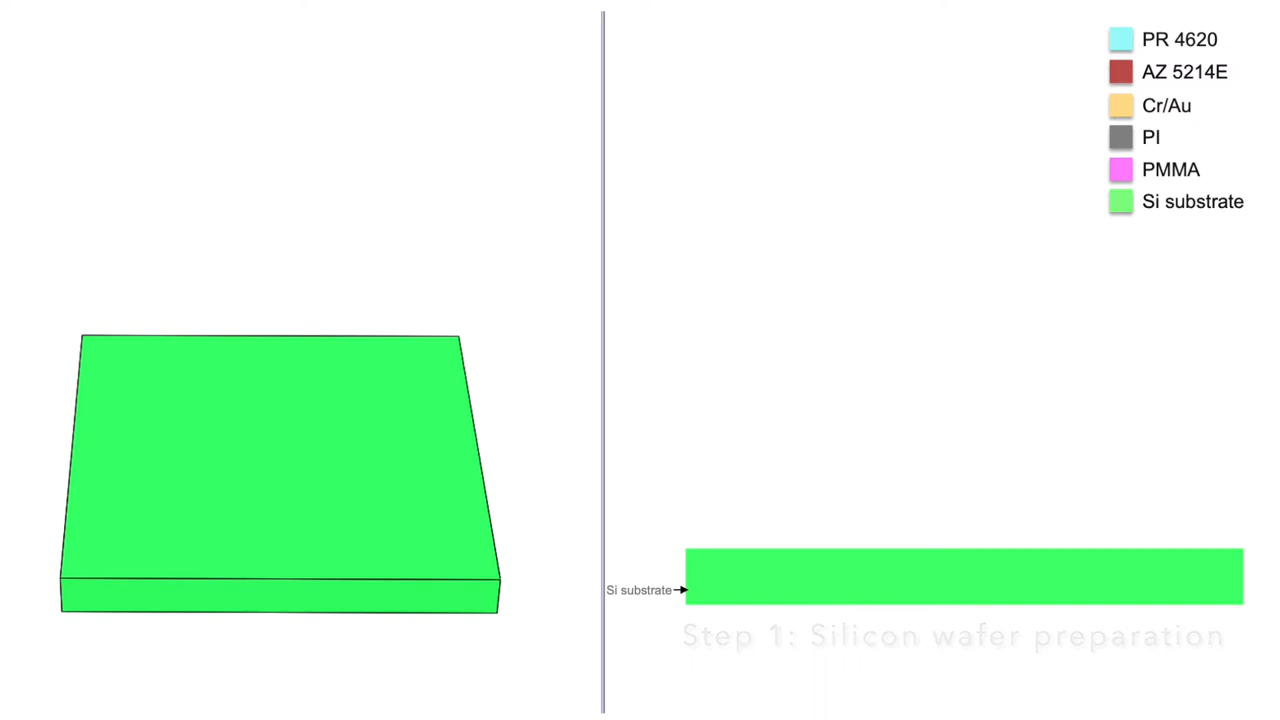 PR 4620
AZ 5214E
Cr/Au
PI
PMMA
Si substrate
Si substrate
Step 1: Silicon wafer preparation